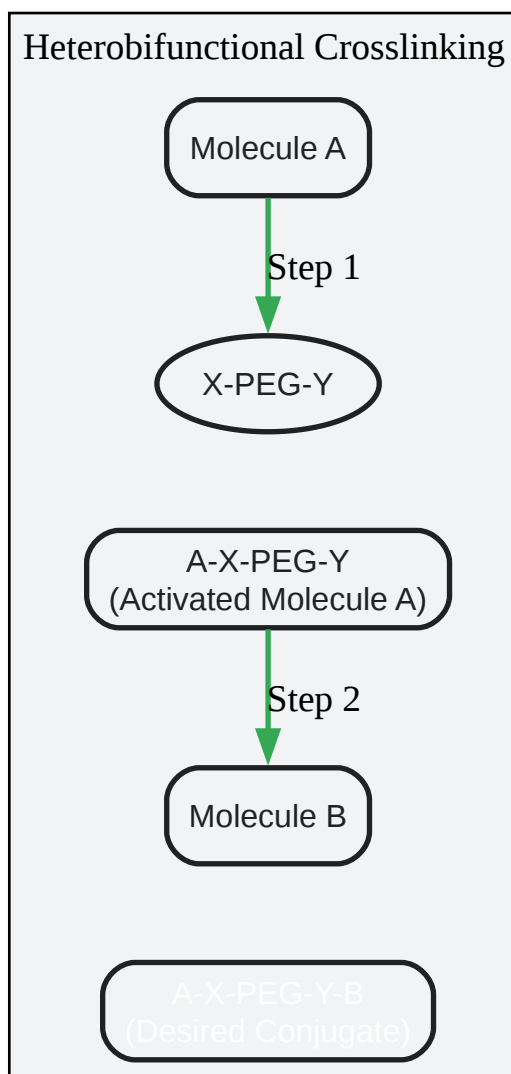 Heterobifunctional Crosslinking
Molecule A
Step 1
X-PEG-Y
A-X-PEG-Y
(Activated Molecule A)
Step 2
Molecule B
A-X-PEG-Y-B
(Desired Conjugate)